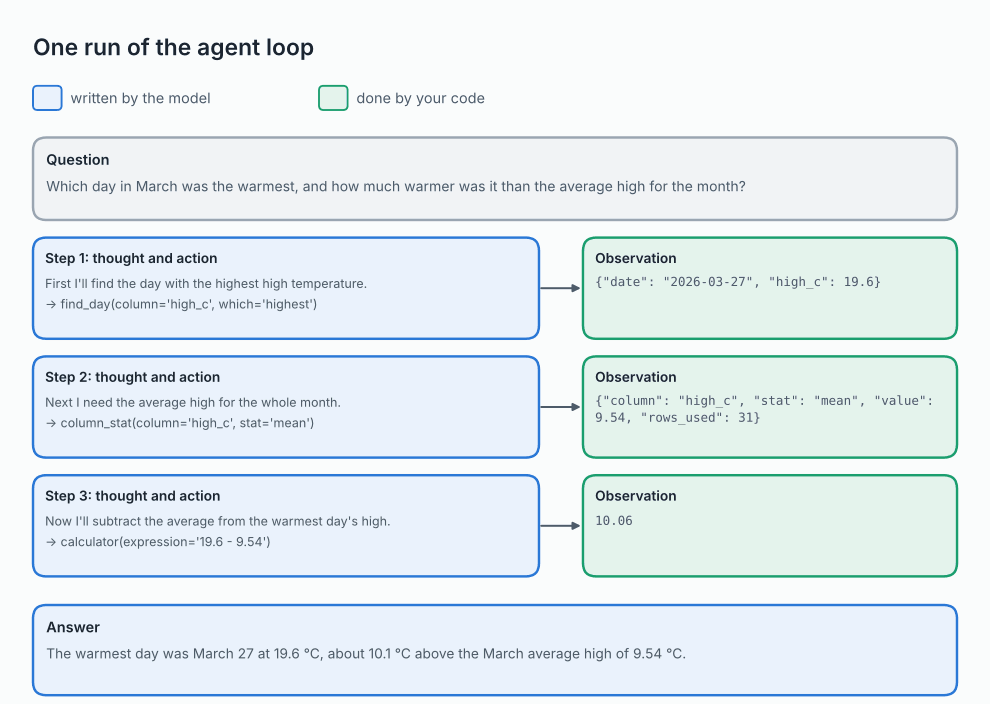 One run of the agent loop
written by the model
done by your code
Question
Which day in March was the warmest, and how much warmer was it than the average high for the month?
Step 1: thought and action
First I'll find the day with the highest high temperature.
→ find_day(column='high_c', which='highest')
Observation
{"date": "2026-03-27", "high_c": 19.6}
Step 2: thought and action
Next I need the average high for the whole month.
→ column_stat(column='high_c', stat='mean')
Observation
{"column": "high_c", "stat": "mean", "value":
9.54, "rows_used": 31}
Step 3: thought and action
Now I'll subtract the average from the warmest day's high.
→ calculator(expression='19.6 - 9.54')
Observation
10.06
Answer
The warmest day was March 27 at 19.6 °C, about 10.1 °C above the March average high of 9.54 °C.